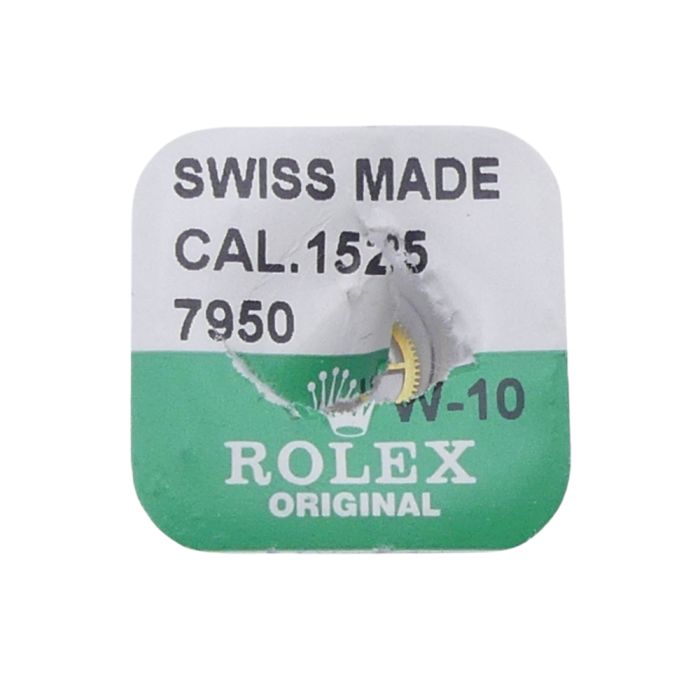 SWISS MADE
CAL.1525
7950
W-10
ROLEX
ORIGINAL